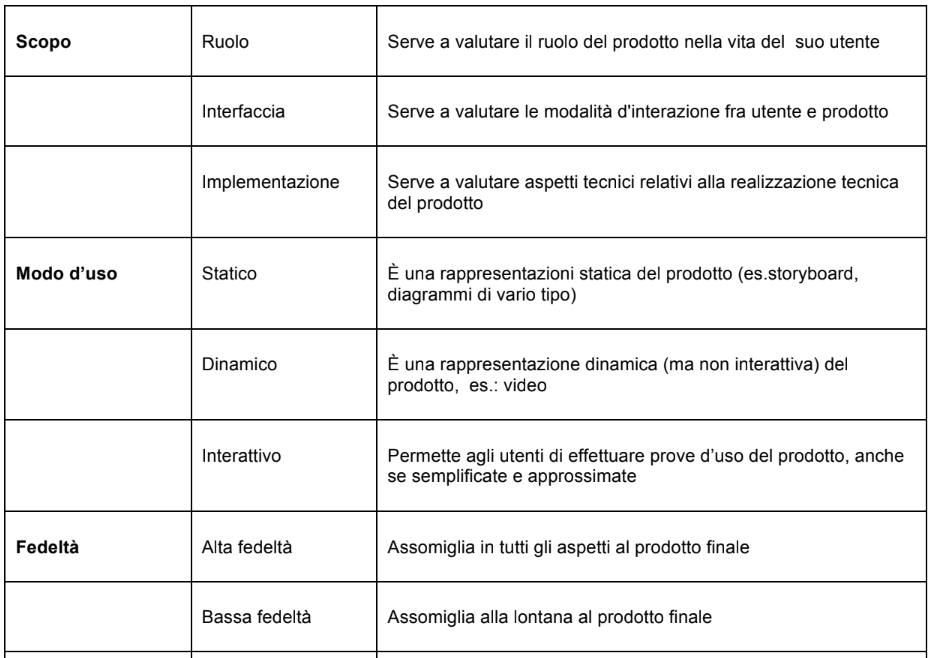 Scopo Ruolo Serve a valutare il ruolo del prodotto nella vita del  suo utente
Interfaccia Serve a valutare le modalità d'interazione fra utente e prodotto
Implementazione Serve a valutare aspetti tecnici relativi alla realizzazione tecnica
del prodotto
Modo d’uso Statico È una rappresentazioni statica del prodotto (es.storyboard,
diagrammi di vario tipo)
Dinamico È una rappresentazione dinamica (ma non interattiva) del
prodotto,  es.: video
Interattivo Permette agli utenti di effettuare prove d’uso del prodotto, anche
se semplificate e approssimate
Fedeltà Alta fedeltà Assomiglia in tutti gli aspetti al prodotto finale
Bassa fedeltà Assomiglia alla lontana al prodotto finale